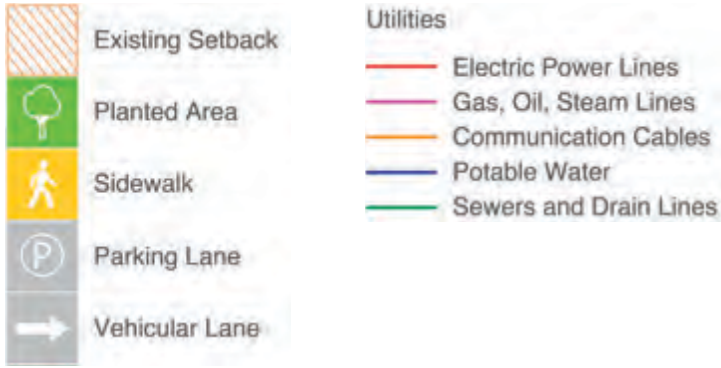 Existing Setback
Planted Area
Sidewalk
P
Parking Lane
Vehicular Lane
Utilities
Electric Power Lines
Gas, Oil, Steam Lines
Communication Cables
Potable Water
Sewers and Drain Lines